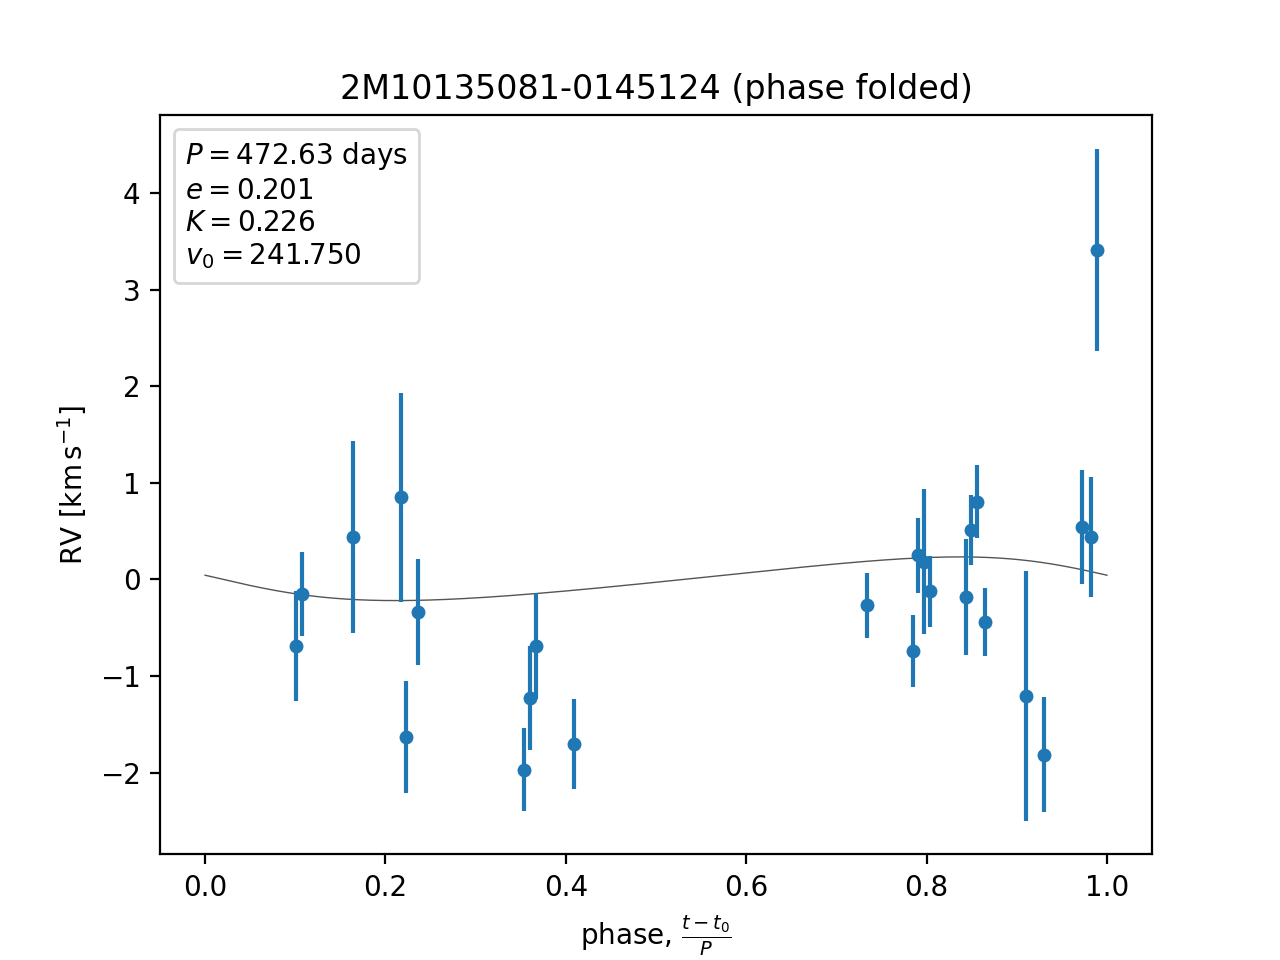 2M10135081-0145124 (phase folded)
P = 472.63 days
e = 0.201
K = 0.226
v₀ = 241.750
4
3
2
1
0
−1
−2
RV [km s⁻¹]
0.0 0.2 0.4 0.6 0.8 1.0
phase, (t − t₀)/P